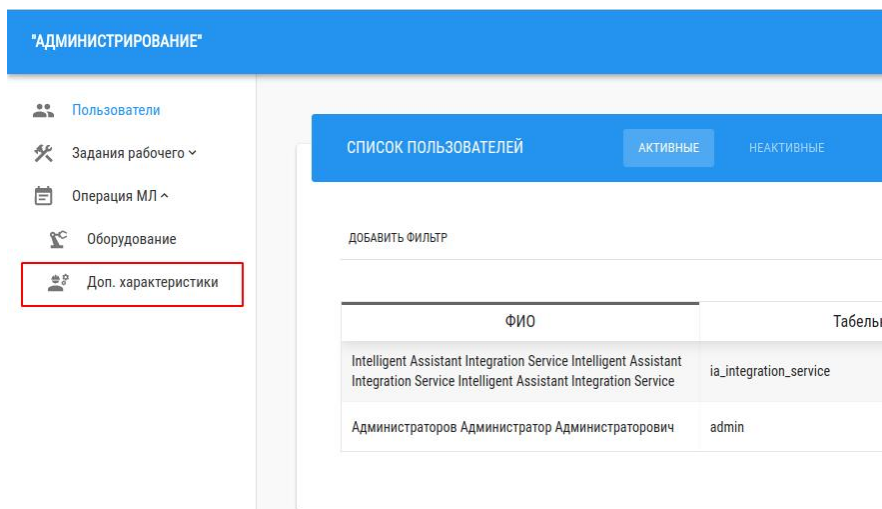 "АДМИНИСТРИРОВАНИЕ"
Пользователи
Задания рабочего
Операция МЛ
Оборудование
Доп. характеристики
СПИСОК ПОЛЬЗОВАТЕЛЕЙ АКТИВНЫЕ НЕАКТИВНЫЕ
ДОБАВИТЬ ФИЛЬТР
ФИО Табельн
Intelligent Assistant Integration Service Intelligent Assistant
Integration Service Intelligent Assistant Integration Service
ia_integration_service
Администраторов Администратор Администраторович admin